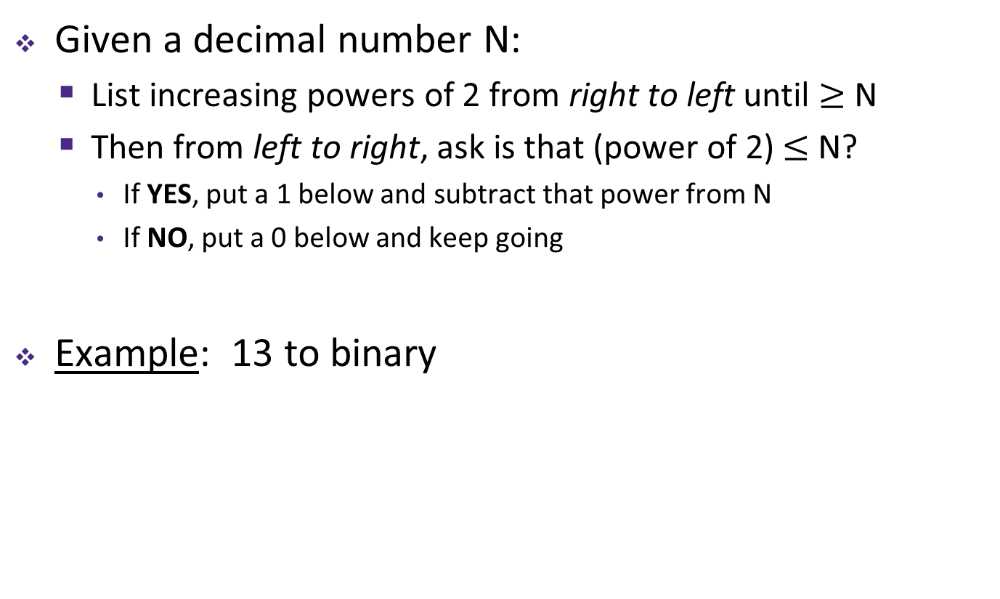 ❖ Given a decimal number N:
▪ List increasing powers of 2 from right to left until ≥ N
▪ Then from left to right, ask is that (power of 2) ≤ N?
• If YES, put a 1 below and subtract that power from N
• If NO, put a 0 below and keep going
❖ Example: 13 to binary